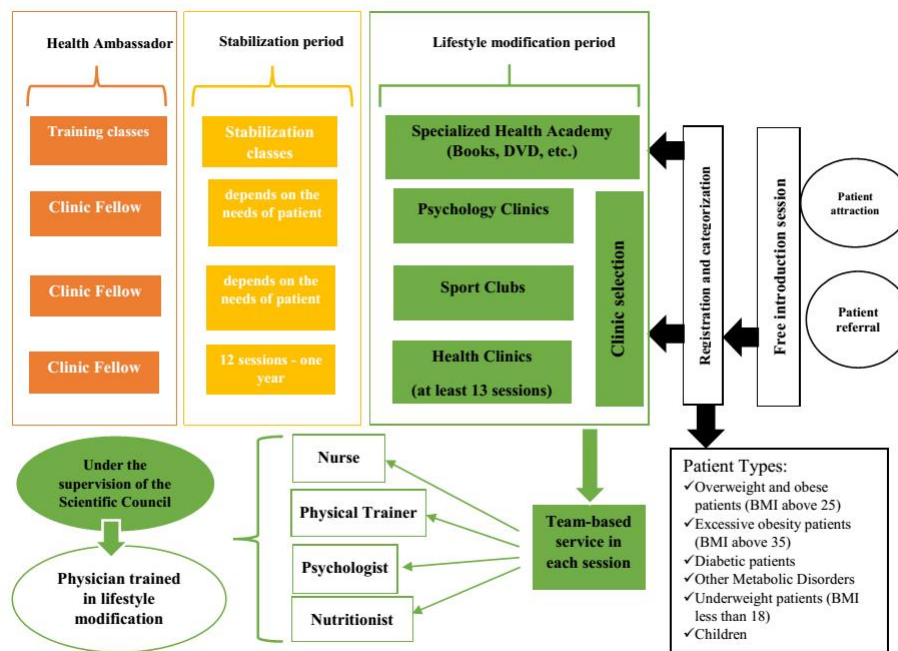 Health Ambassador
Stabilization period
Lifestyle modification period
Training classes
Clinic Fellow
Clinic Fellow
Clinic Fellow
Stabilization
classes
depends on the
needs of patient
depends on the
needs of patient
12 sessions - one
year
Specialized Health Academy
(Books, DVD, etc.)
Psychology Clinics
Sport Clubs
Health Clinics
(at least 13 sessions)
Clinic selection
Registration and categorization
Free introduction session
Patient
attraction
Patient
referral
Under the
supervision of the
Scientific Council
Physician trained
in lifestyle
modification
Nurse
Physical Trainer
Psychologist
Nutritionist
Team-based
service in
each session
Patient Types:
✓Overweight and obese
patients (BMI above 25)
✓Excessive obesity patients
(BMI above 35)
✓Diabetic patients
✓Other Metabolic Disorders
✓Underweight patients (BMI
less than 18)
✓Children